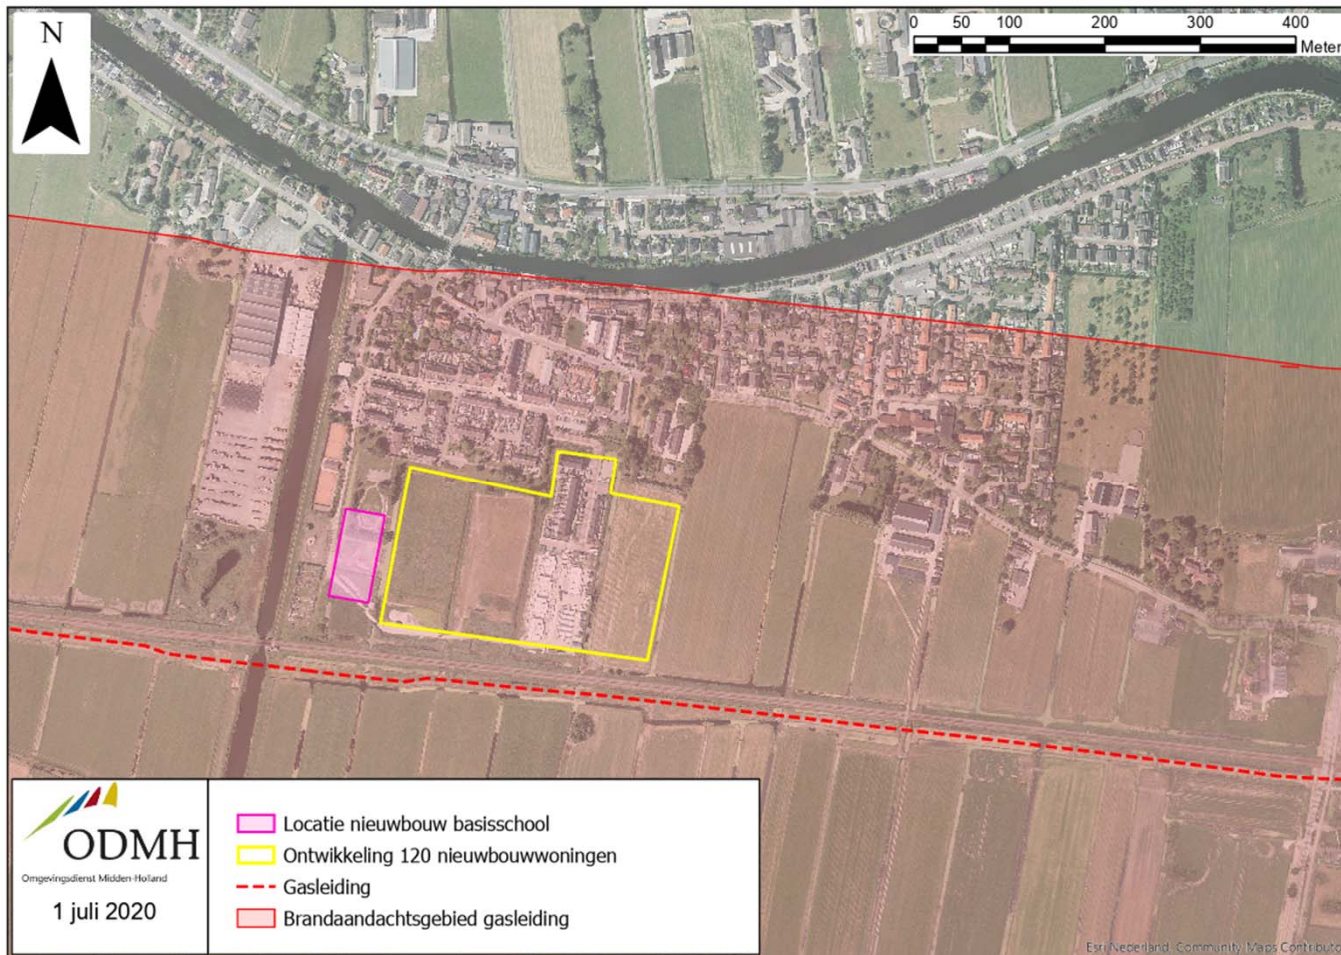 N
0 50 100 200 300 400
Meter
ODMH
Omgevingsdienst Midden-Holland
1 juli 2020
Locatie nieuwbouw basisschool
Ontwikkeling 120 nieuwbouwwoningen
Gasleiding
Brandaandachtsgebied gasleiding
Esri Nederland, Community Maps Contributo